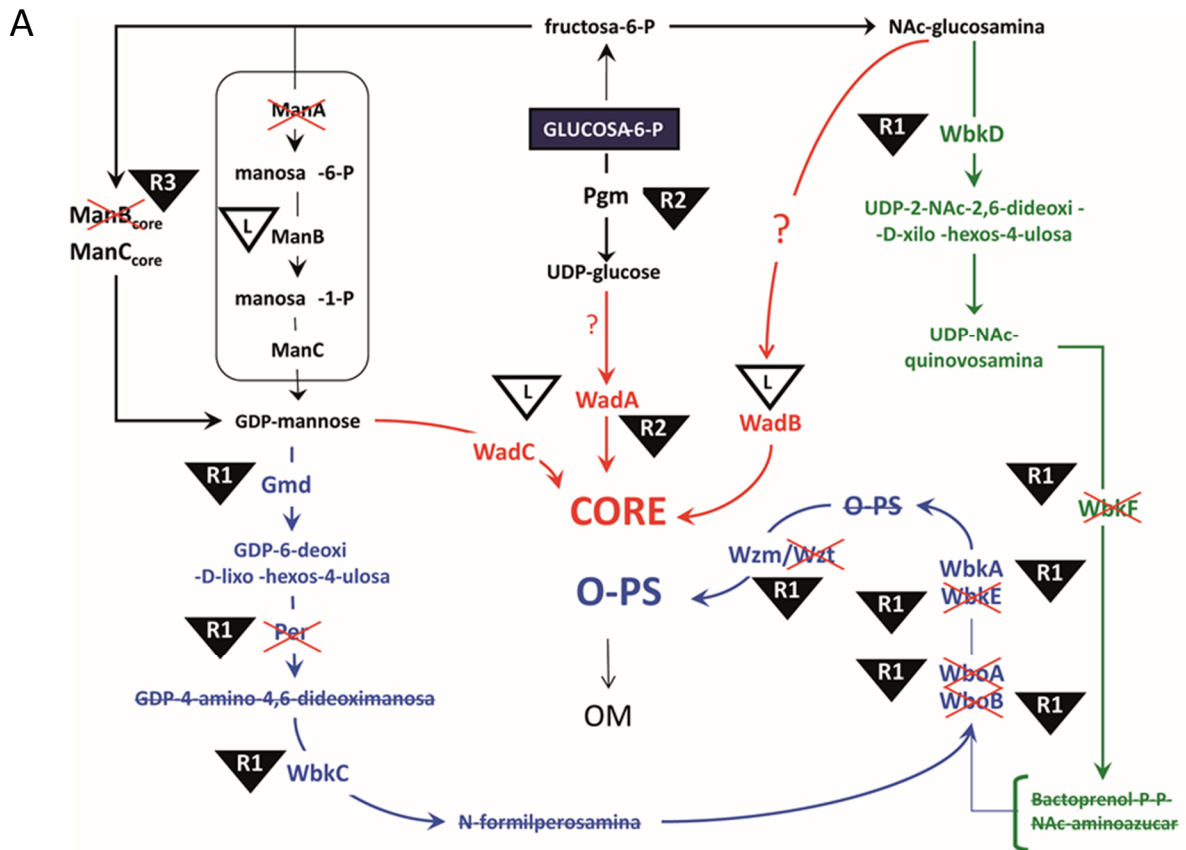 A
fructosa-6-P
NAc-glucosamina
ManA
GLUCOSA-6-P
R1
WbkD
manosa -6-P
R3
Pgm
R2
ManBcore
ManCcore
L
ManB
UDP-2-NAc-2,6-dideoxi -
-D-xilo -hexos-4-ulosa
?
UDP-glucose
manosa -1-P
?
ManC
UDP-NAc-
quinovosamina
L
L
WadA
GDP-mannose
WadB
R2
WadC
R1
Gmd
R1
CORE
O-PS
WbkF
GDP-6-deoxi
-D-lixo -hexos-4-ulosa
Wzm/Wzt
WbkA
R1
O-PS
R1
R1
WbkE
R1
Per
R1
WboA
WboB
R1
GDP-4-amino-4,6-dideoximanosa
OM
R1
WbkC
N-formilperosamina
Bactoprenol-P-P-
NAc-aminoazucar